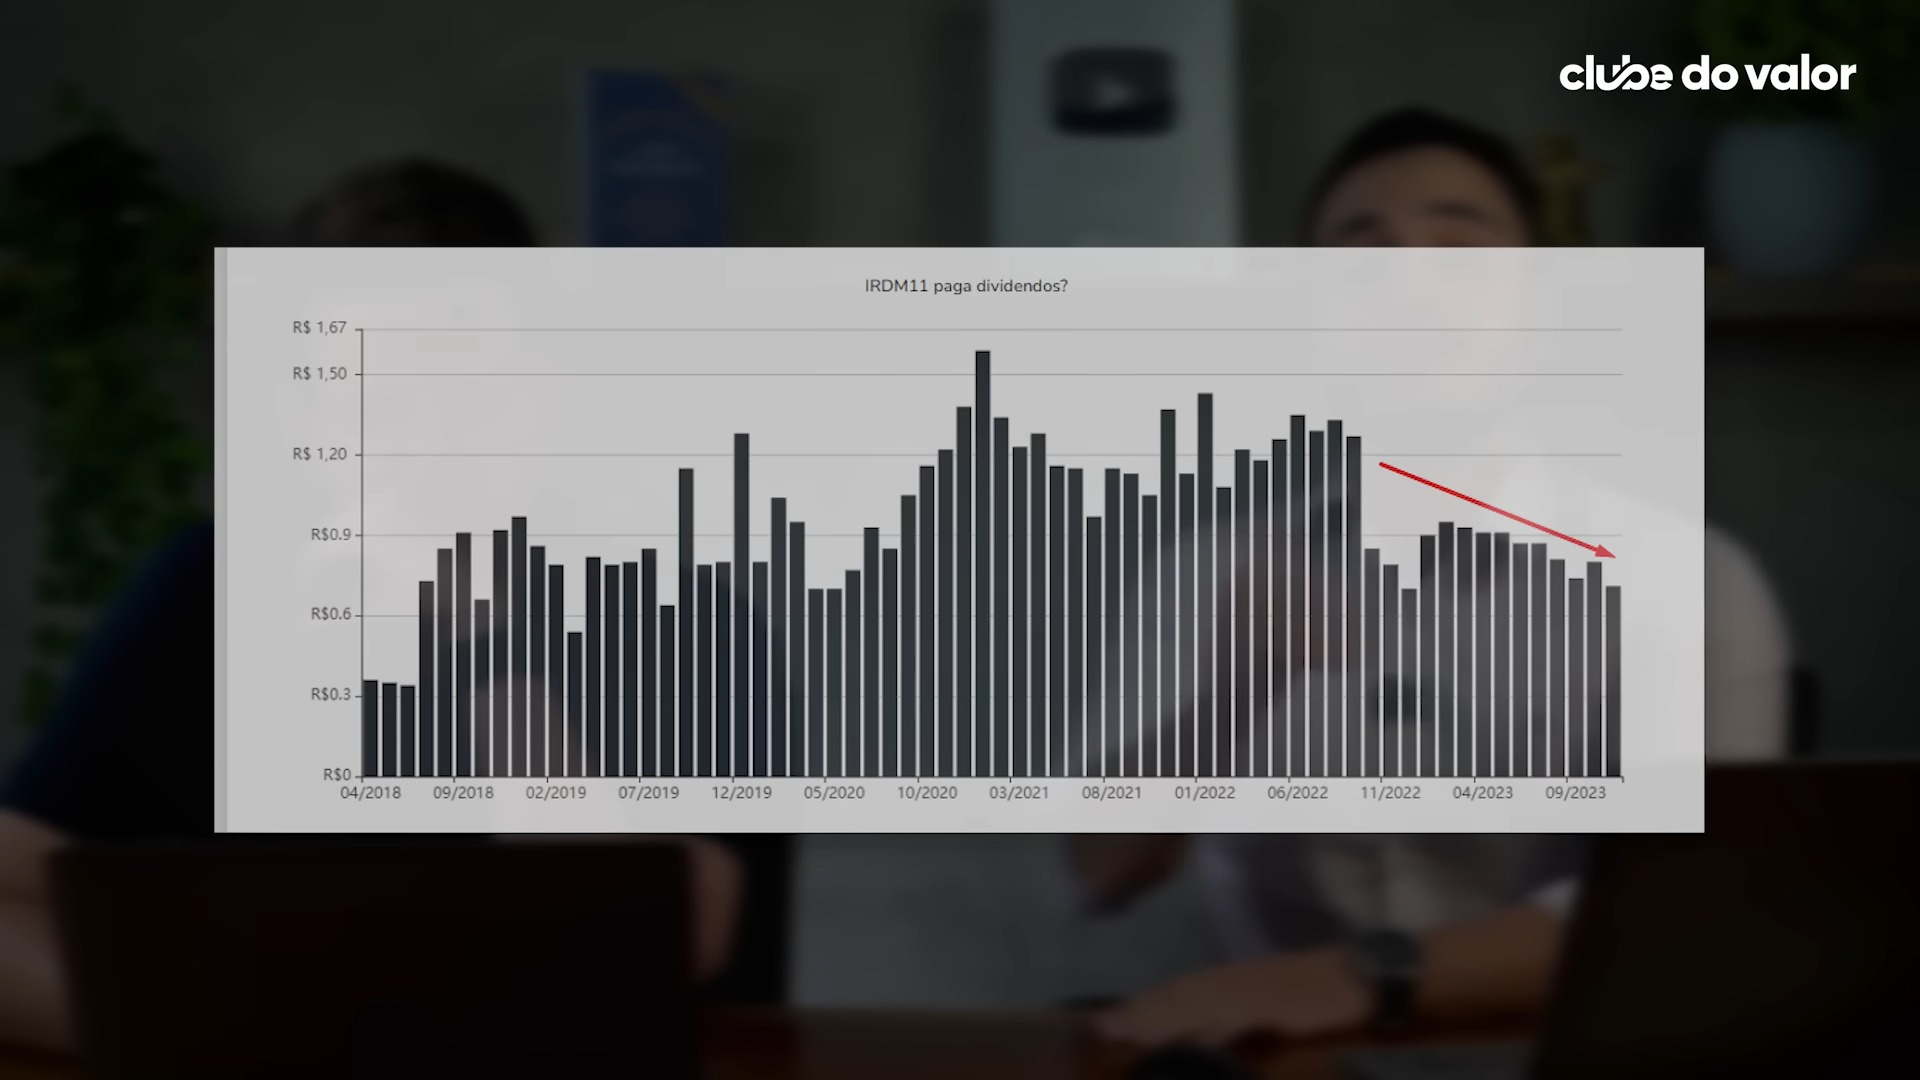 clube do valor
IRDM11 paga dividendos?
R$ 1,67
R$ 1,50
R$ 1,20
R$0.9
R$0.6
R$0.3
R$0
04/2018 09/2018 02/2019 07/2019 12/2019 05/2020 10/2020 03/2021 08/2021 01/2022 06/2022 11/2022 04/2023 09/2023